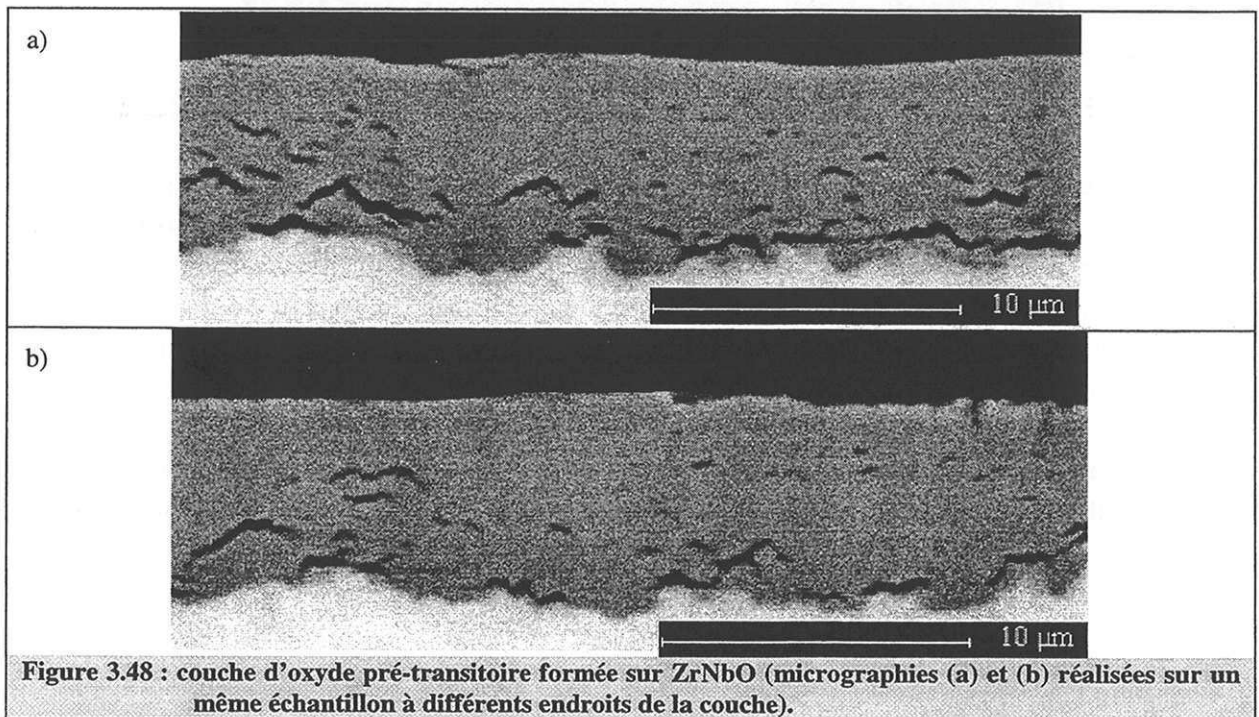 a)
10 µm
b)
10 µm
Figure 3.48 : couche d'oxyde pré-transitoire formée sur ZrNbO (micrographies (a) et (b) réalisées sur un
même échantillon à différents endroits de la couche).